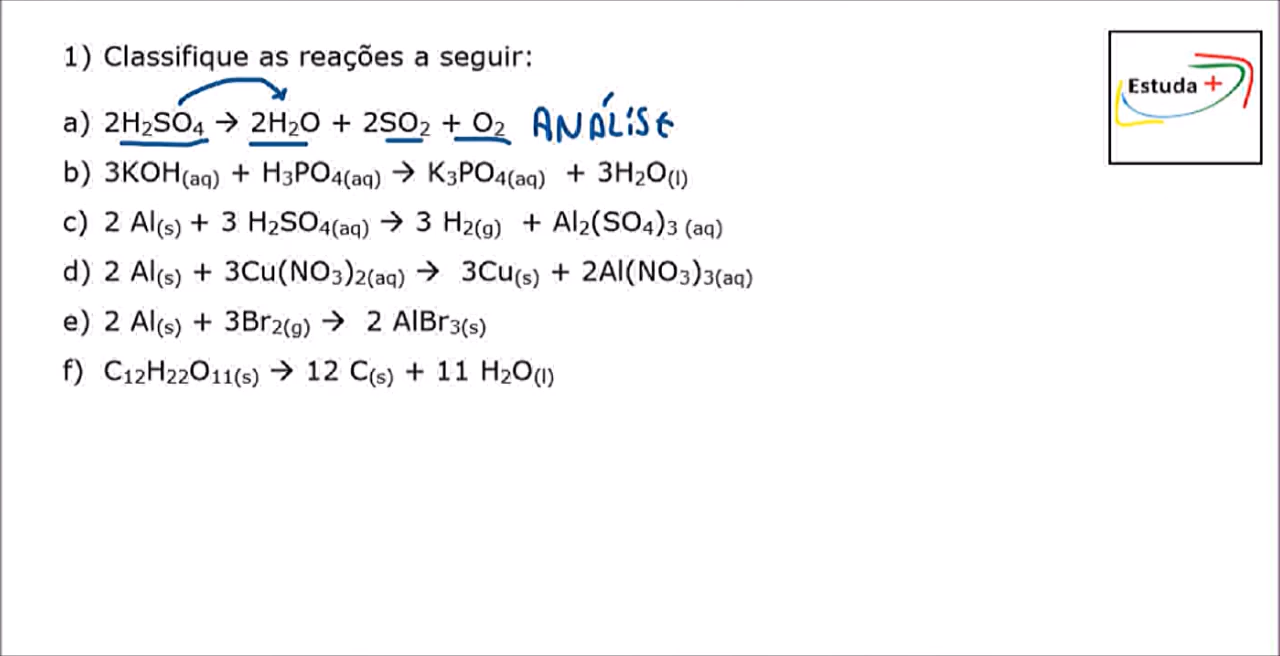 1) Classifique as reações a seguir:
Estuda +
a) 2H₂SO₄ → 2H₂O + 2SO₂ + O₂ ANÁLISE
b) 3KOH(aq) + H₃PO₄(aq) → K₃PO₄(aq) + 3H₂O(l)
c) 2 Al(s) + 3 H₂SO₄(aq) → 3 H₂(g) + Al₂(SO₄)₃ (aq)
d) 2 Al(s) + 3Cu(NO₃)₂(aq) → 3Cu(s) + 2Al(NO₃)₃(aq)
e) 2 Al(s) + 3Br₂(g) → 2 AlBr₃(s)
f) C₁₂H₂₂O₁₁(s) → 12 C(s) + 11 H₂O(l)